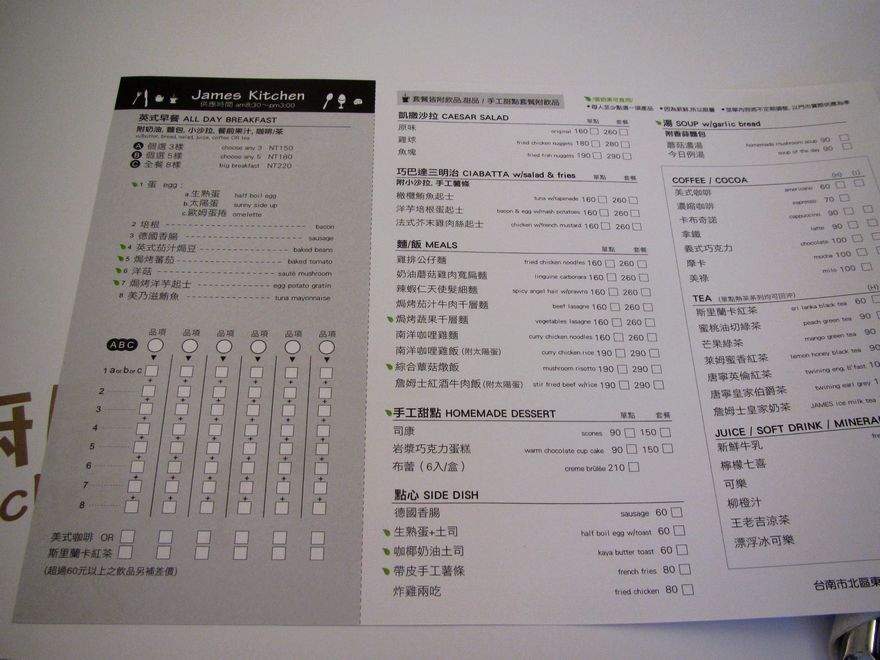 James Kitchen
供應時間 am8:30～pm3:00
英式早餐 ALL DAY BREAKFAST
附奶油, 麵包, 小沙拉, 餐前果汁, 咖啡/茶
w/butter, bread, salad, juice, coffee OR tea
A 個選 3樣 choose any 3 NT150
B 個選 5樣 choose any 5 NT180
C 全餐 8樣 big breakfast NT220
1 蛋 egg :
a.生熟蛋 half boil egg
b.太陽蛋 sunny side up
c.歐姆蛋捲 omelette
2 培根 bacon
3 德國香腸 sausage
4 英式茄汁焗豆 baked beans
5 焗烤蕃茄 baked tomato
6 洋菇 sauté mushroom
7 焗烤洋芋起士 egg potato gratin
8 美乃滋鮪魚 tuna mayonnaise
品項 品項 品項 品項 品項
ABC
1 a or b or c
2
3
4
5
6
7
8
美式咖啡 OR
斯里蘭卡紅茶
(超過60元以上之飲品另補差價)
套餐皆附飲品,甜品 / 手工甜點套餐附飲品
凱撒沙拉 CAESAR SALAD 單點 套餐
原味 original 160 260
雞球 fried chicken nuggets 180 280
魚塊 fried fish nuggets 190 290
巧巴達三明治 CIABATTA w/salad & fries 單點 套餐
附小沙拉, 手工薯條
橄欖鮪魚起士 tuna w/tapenade 160 260
洋芋培根蛋起士 bacon & egg w/mash potatoes 160 260
法式芥末雞肉絲起士 chicken w/french mustard 160 260
麵/飯 MEALS 單點 套餐
雞排公仔麵 fried chicken noodles 160 260
奶油蘑菇雞肉寬扁麵 linguine carbonara 160 260
辣蝦仁天使髮細麵 spicy angel hair w/prawns 160 260
焗烤茄汁牛肉千層麵 beef lasagne 160 260
焗烤蔬果千層麵 vegetables lasagne 160 260
南洋咖哩雞麵 curry chicken noodles 160 260
南洋咖哩雞飯 (附太陽蛋) curry chicken rice 190 290
綜合蕈菇燉飯 mushroom risotto 190 290
詹姆士紅酒牛肉飯 (附太陽蛋) stir fried beef w/rice 190 290
手工甜點 HOMEMADE DESSERT 單點 套餐
司康 scones 90 150
岩漿巧克力蛋糕 warm chocolate cup cake 90 150
布蕾（6入/盒） creme brûlée 210
點心 SIDE DISH
德國香腸 sausage 60
生熟蛋+土司 half boil egg w/toast 60
咖椰奶油土司 kaya butter toast 60
帶皮手工薯條 french fries 80
炸雞兩吃 fried chicken 80
湯 SOUP w/garlic bread
附香蒜麵包
蘑菇濃湯 homemade mushroom soup 90
今日例湯 soup of the day 90
COFFEE / COCOA (H) (I)
美式咖啡 americano 60
濃縮咖啡 espresso 70
卡布奇諾 cappuccino 90
拿鐵 latte 90
義式巧克力 chocolate 100
摩卡 mocha 100
美祿 milo 100
TEA (單點熱茶系列均可回沖) (H)
斯里蘭卡紅茶 sri lanka black tea 60
蜜桃油切綠茶 peach green tea 90
芒果綠茶 mango green tea 90
萊姆蜜香紅茶 lemon honey black tea 90
唐寧英倫紅茶 twining eng. b'fast
唐寧皇家伯爵茶 twining earl grey
詹姆士皇家奶茶 JAMES ice milk tea
JUICE / SOFT DRINK / MINERAL
新鮮牛乳
檸檬七喜
可樂
柳橙汁
王老吉涼茶
漂浮冰可樂
台南市北區東